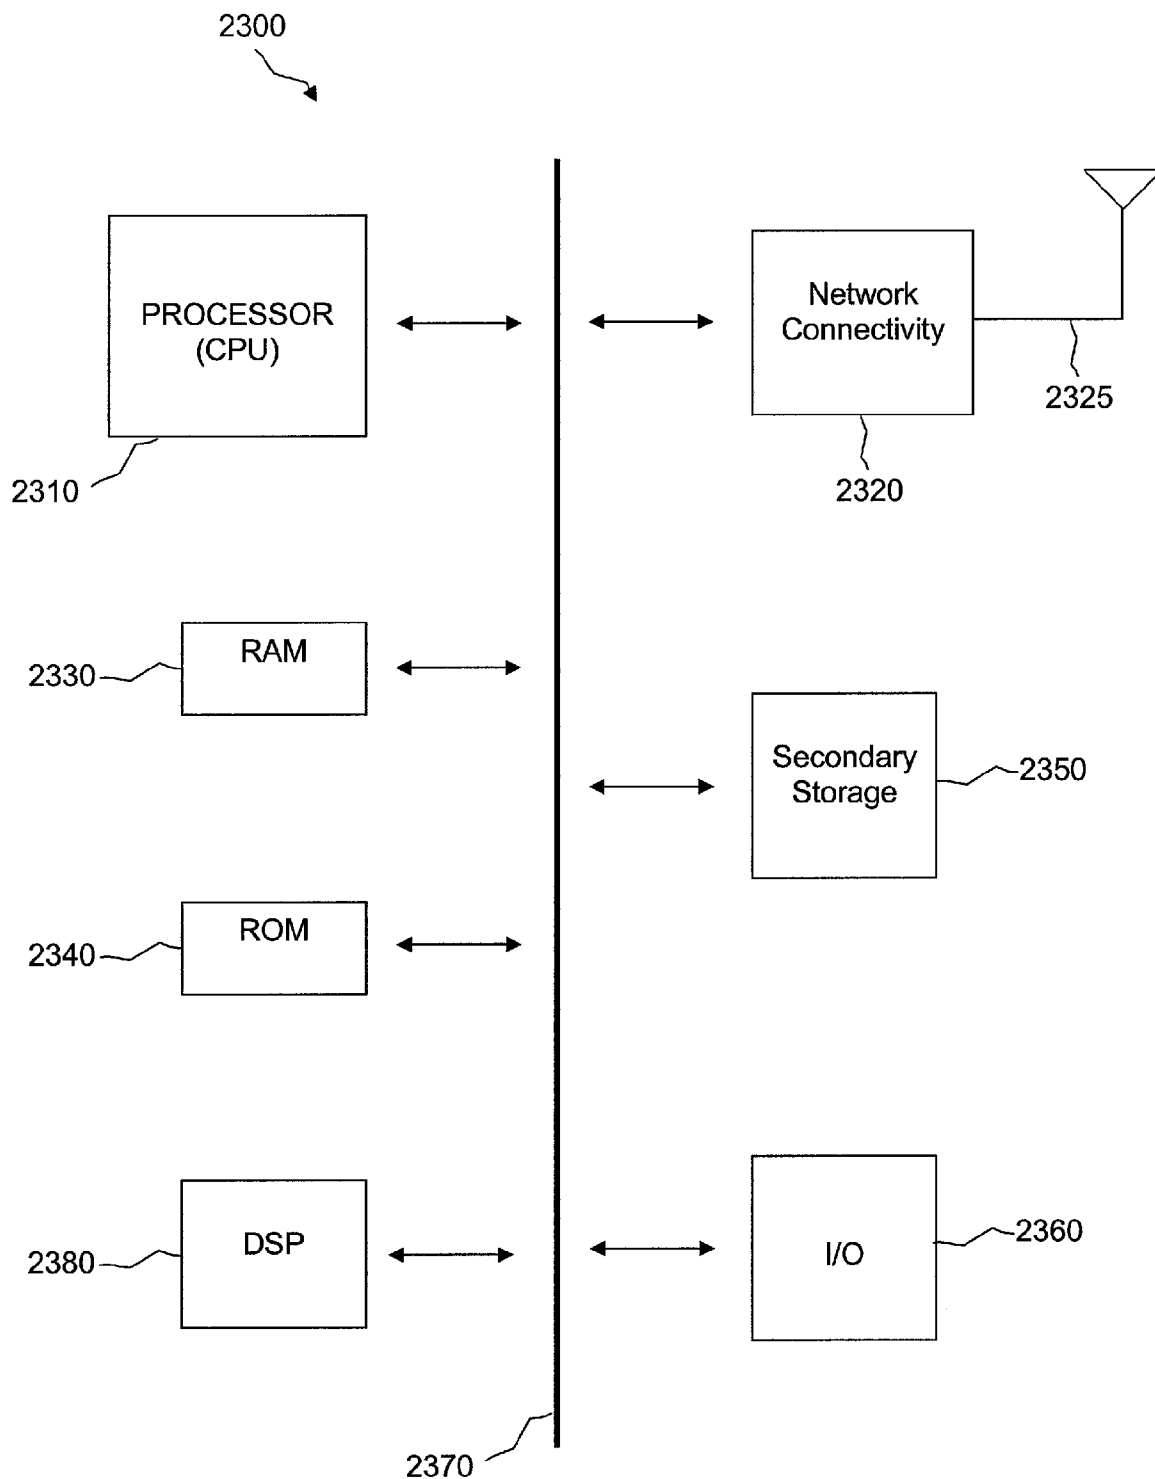 2300
PROCESSOR
(CPU)
2310
Network
Connectivity
2325
2320
RAM
2330
Secondary
Storage
2350
ROM
2340
DSP
2380
I/O
2360
2370